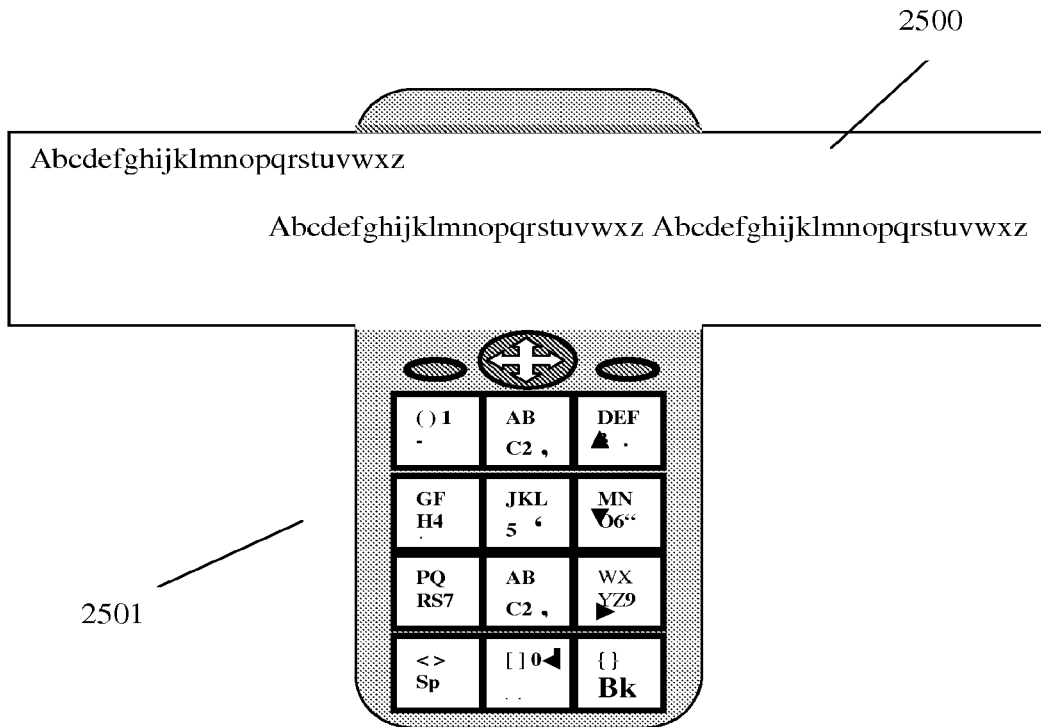 2500
Abcdefghijklmnopqrstuvwxz
Abcdefghijklmnopqrstuvwxz Abcdefghijklmnopqrstuvwxz
( ) 1
-
AB
C2 ,
DEF
.
GF
H4
.
JKL
5 ‘
MN
O6“
PQ
RS7
AB
C2 ,
WX
YZ9
< >
Sp
[ ] 0
. .
{ }
Bk
2501